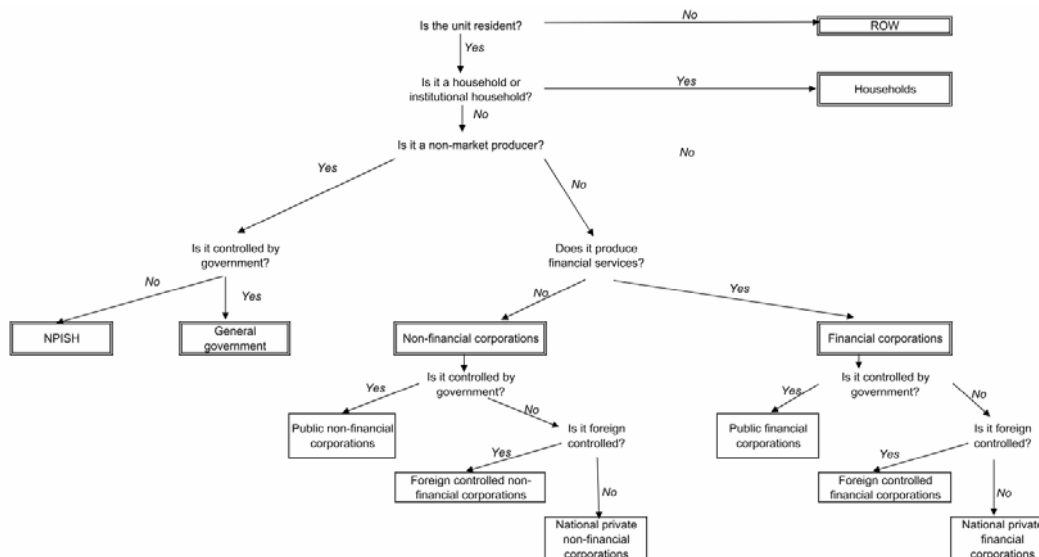 Is the unit resident?
No
ROW
Yes
Is it a household or
institutional household?
Yes
Households
No
Is it a non-market producer?
No
Yes
No
Is it controlled by
government?
Does it produce
financial services?
No
Yes
No
Yes
NPISH
General
government
Non-financial corporations
Financial corporations
Is it controlled by
government?
Yes
No
Public non-financial
corporations
Is it foreign
controlled?
Yes
Foreign controlled non-
financial corporations
No
National private
non-financial
corporations
Is it controlled by
government?
Yes
No
Public financial
corporations
Is it foreign
controlled?
Yes
Foreign controlled
financial corporations
No
National private
financial
corporations